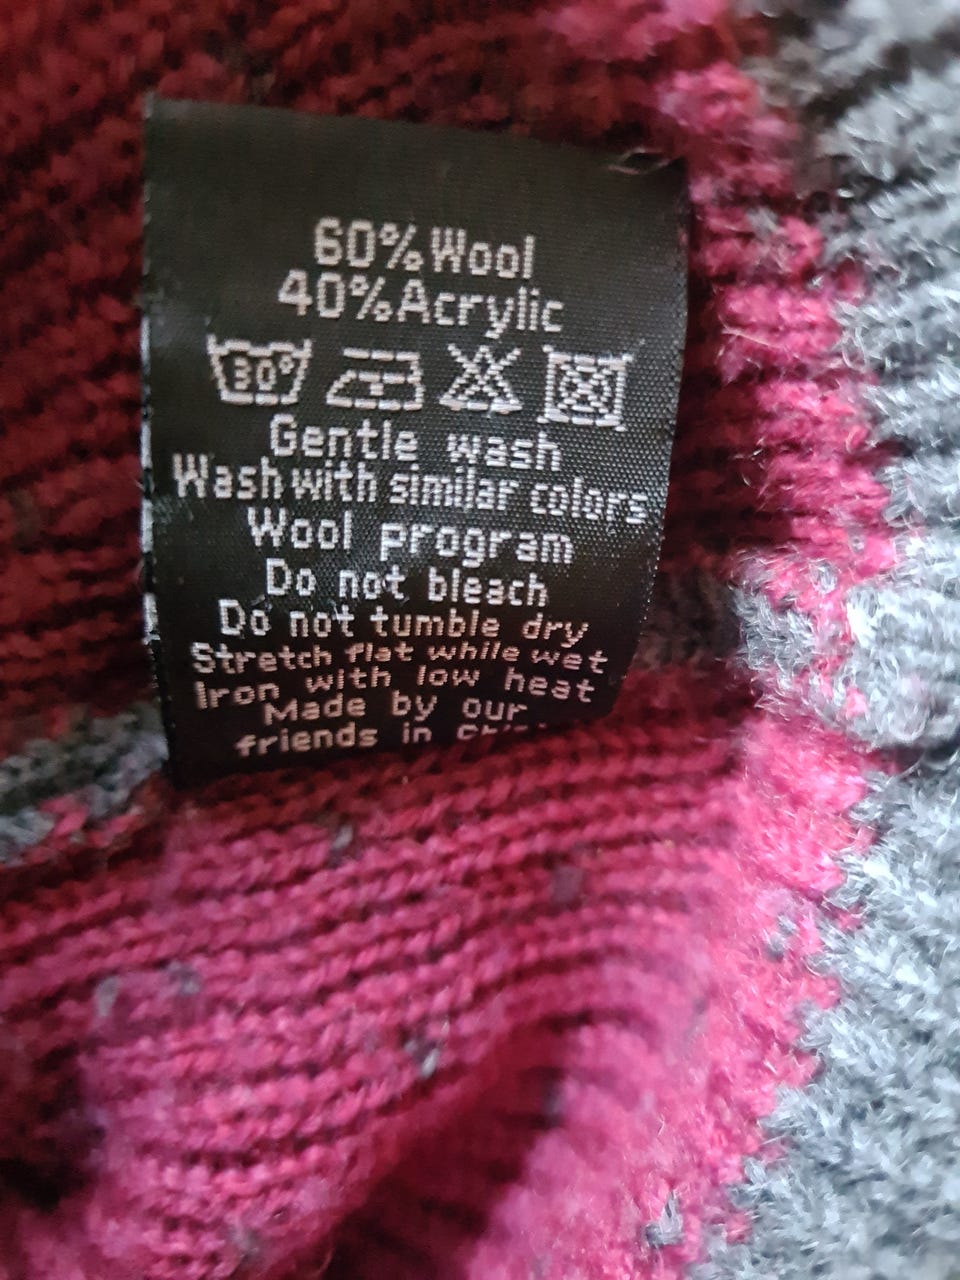 60%Wool
40%Acrylic
30°
Gentle wash
Wash with similar colors
Wool program
Do not bleach
Do not tumble dry
Stretch flat while wet
Iron with low heat
Made by our
friends in